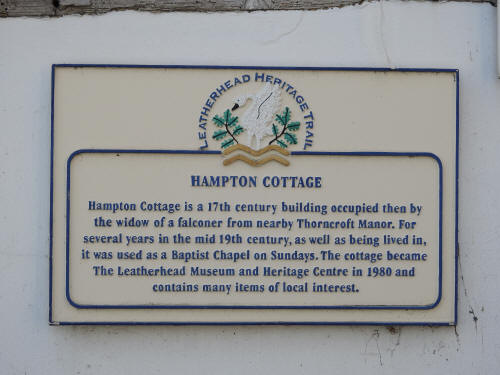 LEATHERHEAD HERITAGE TRAIL
HAMPTON COTTAGE
Hampton Cottage is a 17th century building occupied then by
the widow of a falconer from nearby Thorncroft Manor. For
several years in the mid 19th century, as well as being lived in,
it was used as a Baptist Chapel on Sundays. The cottage became
The Leatherhead Museum and Heritage Centre in 1980 and
contains many items of local interest.